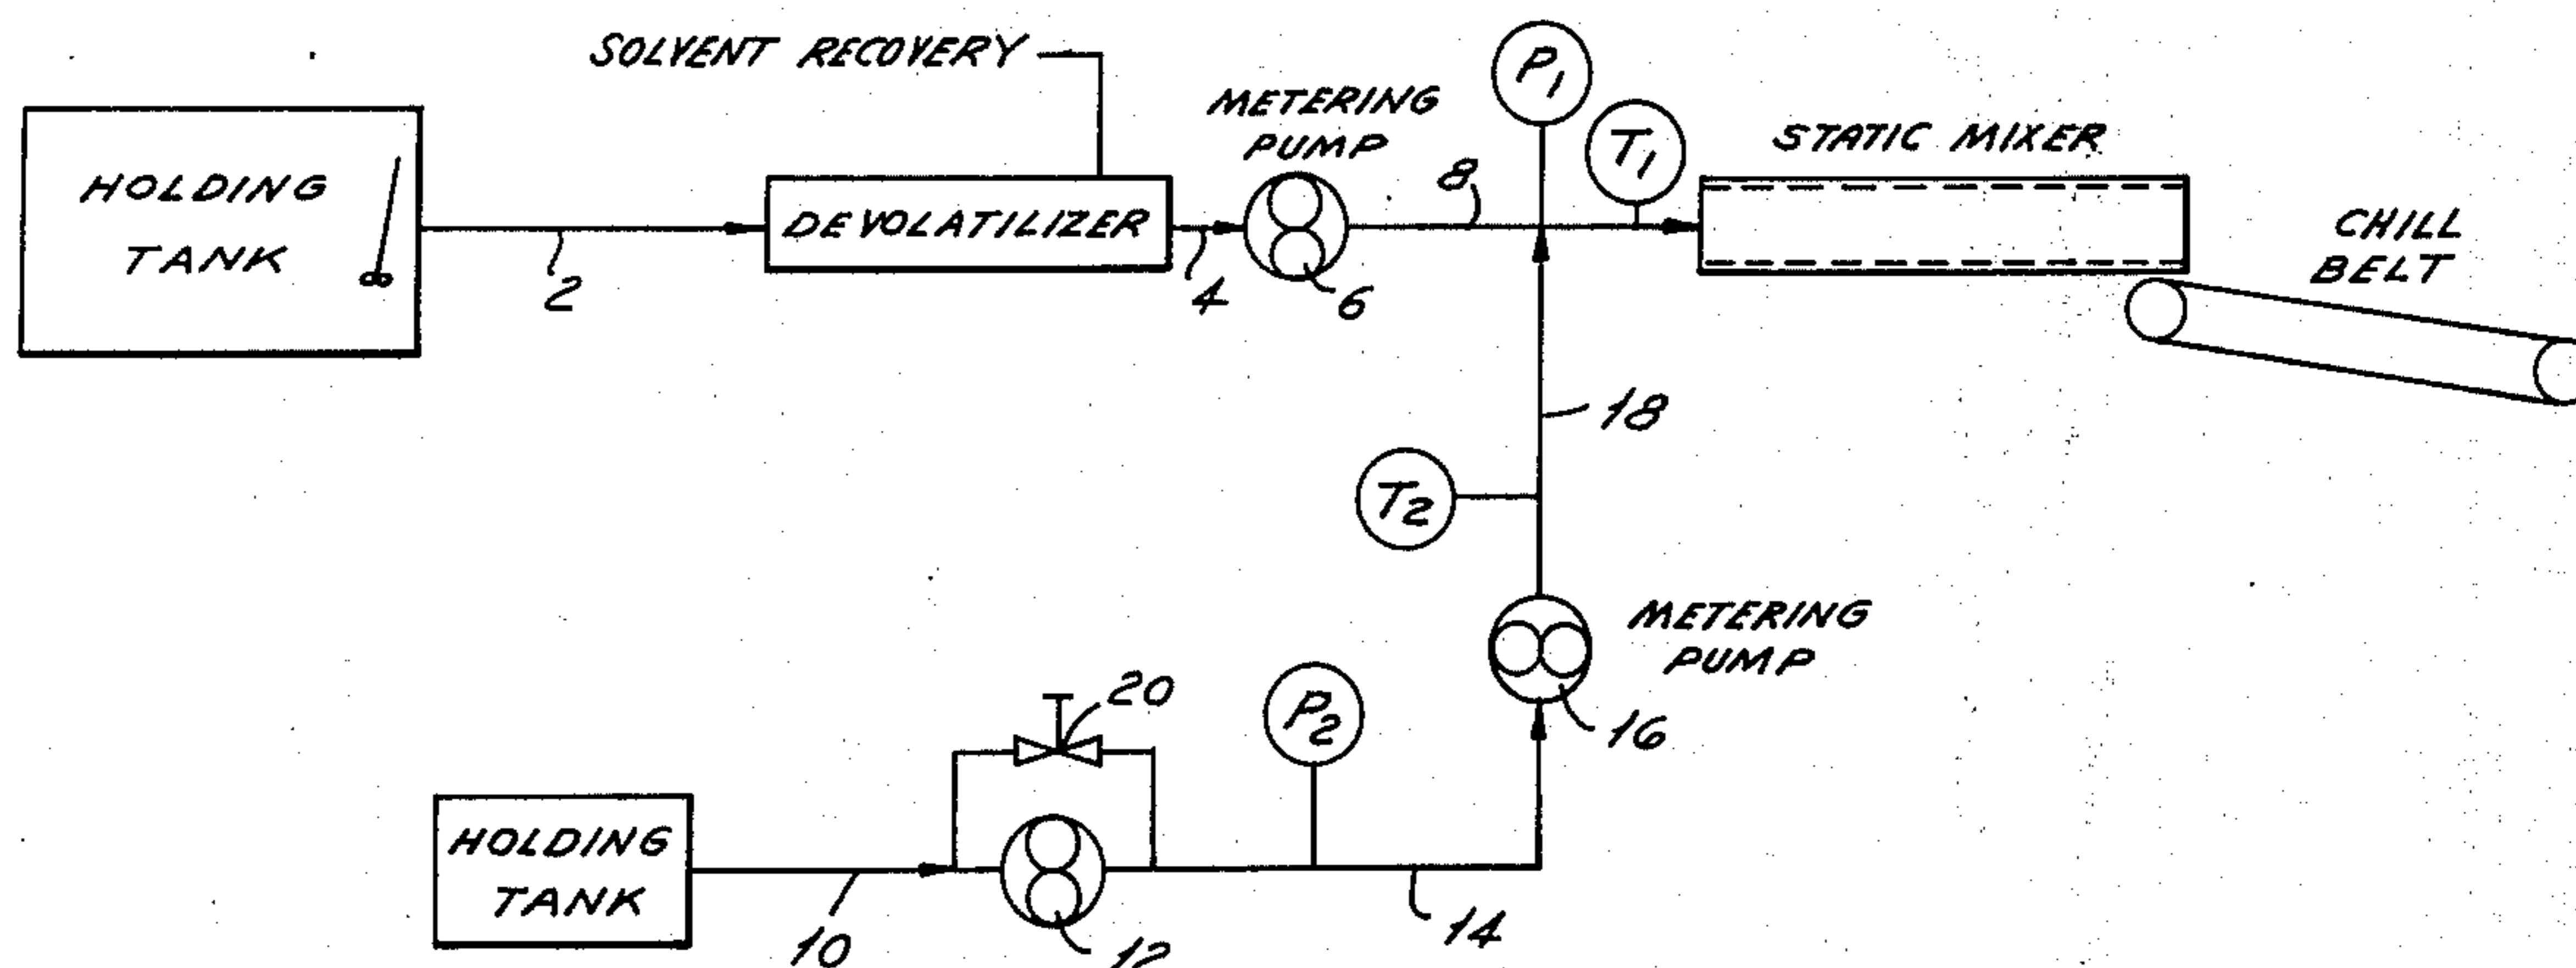 SOLVENT RECOVERY
HOLDING
TANK
2
DEVOLATILIZER
4
METERING
PUMP
6
8
P1
T1
STATIC MIXER
CHILL
BELT
18
T2
METERING
PUMP
16
P2
20
HOLDING
TANK
10
12
14